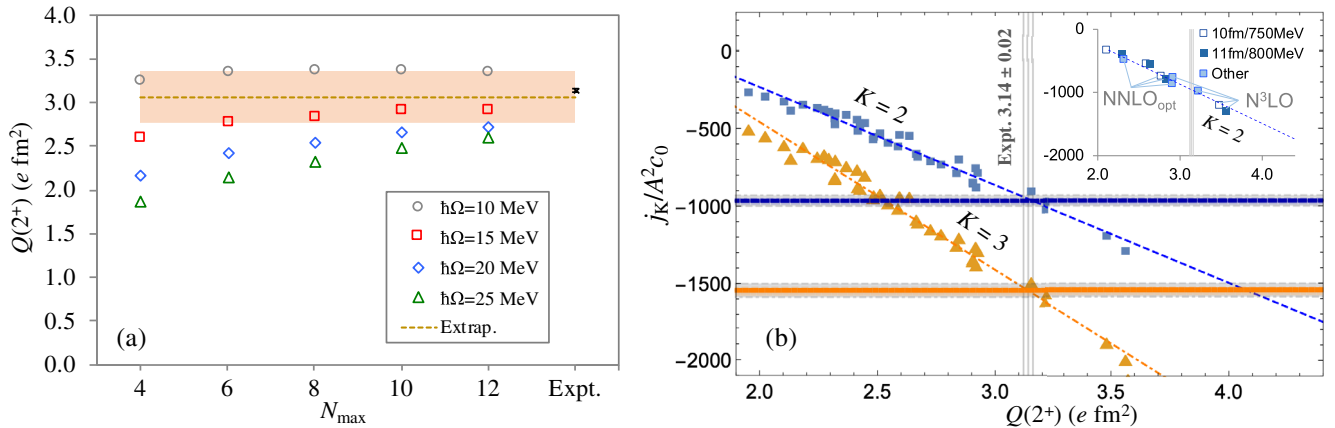 4.0
3.5
3.0
2.5
2.0
1.5
1.0
0.5
0.0
Q(2⁺) (e fm²)
ħΩ=10 MeV
ħΩ=15 MeV
ħΩ=20 MeV
ħΩ=25 MeV
Extrap.
(a)
4 6 8 10 12 Expt.
N_max
0
−500
−1000
−1500
−2000
j_K/A²c₀
K = 2
K = 3
Expt. 3.14 ± 0.02
(b)
2.0 2.5 3.0 3.5 4.0
Q(2⁺) (e fm²)
0
−1000
−2000
10fm/750MeV
11fm/800MeV
Other
NNLO_opt
N³LO
K = 2
2.0 3.0 4.0